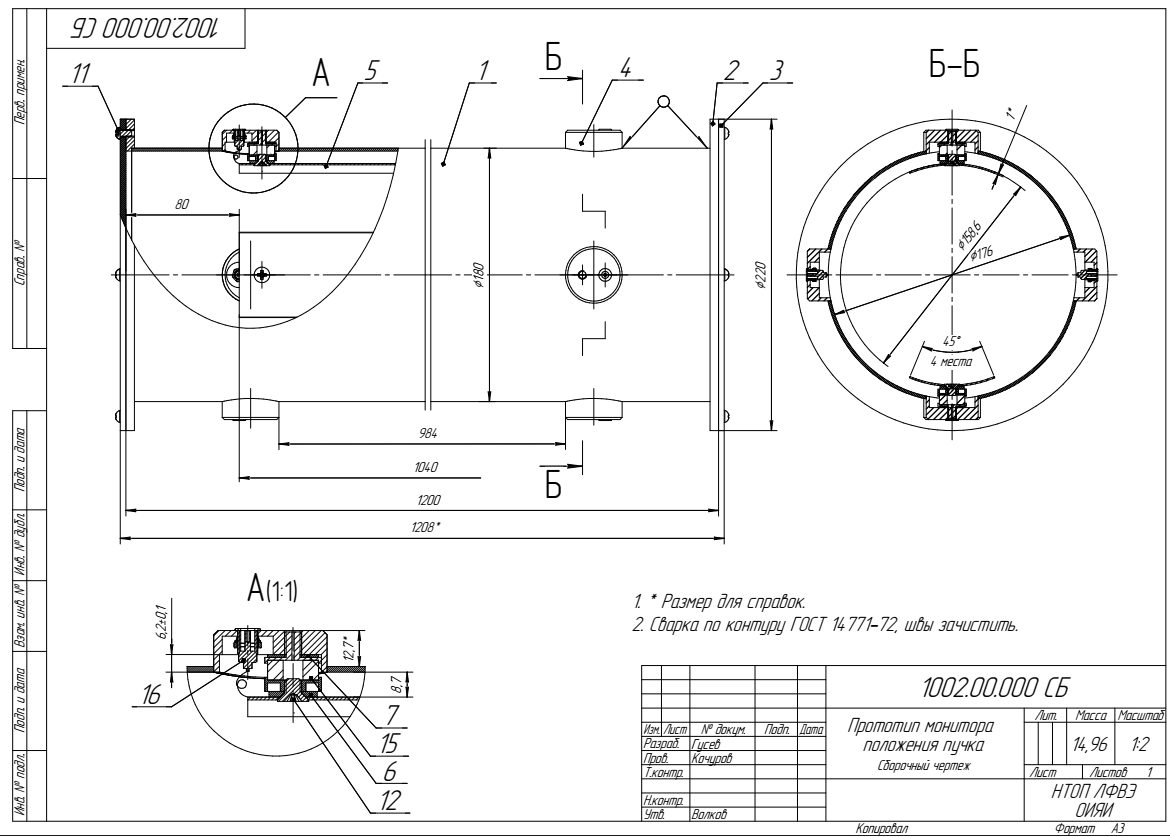 1002.00.000 СБ
Перв. примен.
Справ. №
Подп. и дата
Инв. № дубл.
Взам. инв. №
Подп. и дата
Инв. № подл.
11
А
5
1
Б
4
2
3
80
⌀180
⌀220
984
1040
Б
1200
1208*
Б-Б
1*
⌀158,6
⌀176
45°
4 места
А(1:1)
6,2±0,1
12,7*
8,7
16
7
15
6
12
1. * Размер для справок.
2. Сварка по контуру ГОСТ 14771-72, швы зачистить.
1002.00.000 СБ
Изм. Лист № докум. Подп. Дата
Разраб. Гусев
Пров. Кочуров
Т.контр.
Н.контр.
Утв. Волков
Прототип монитора
положения пучка
Сборочный чертеж
Лит. Масса Масштаб
14,96 1:2
Лист Листов 1
НТОП ЛФВЭ
ОИЯИ
Копировал Формат А3